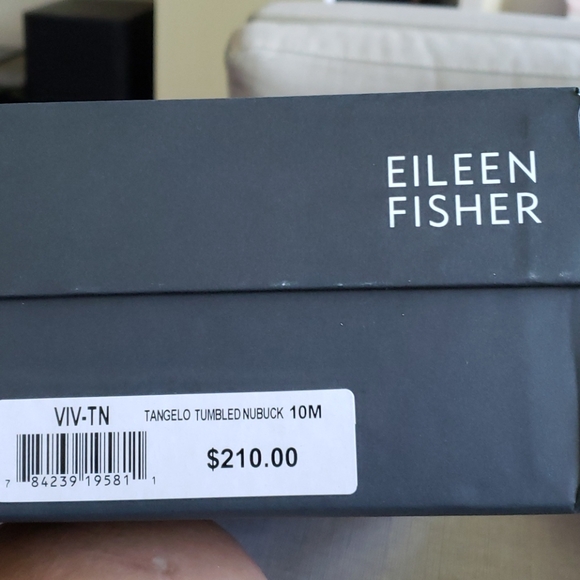 EILEEN
FISHER
VIV-TN TANGELO TUMBLED NUBUCK 10M
$210.00
7 84239 19581 1